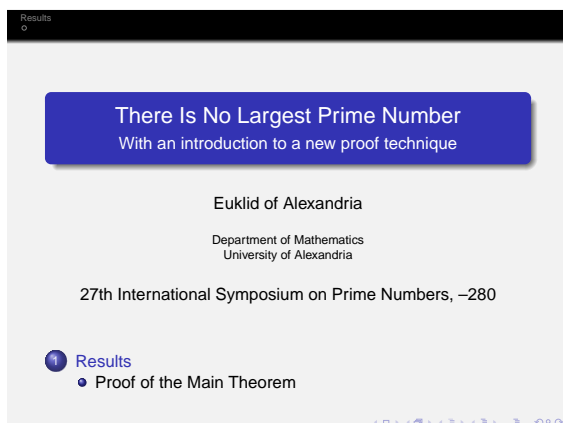 Results
There Is No Largest Prime Number
With an introduction to a new proof technique
Euklid of Alexandria
Department of Mathematics
University of Alexandria
27th International Symposium on Prime Numbers, –280
1 Results
Proof of the Main Theorem